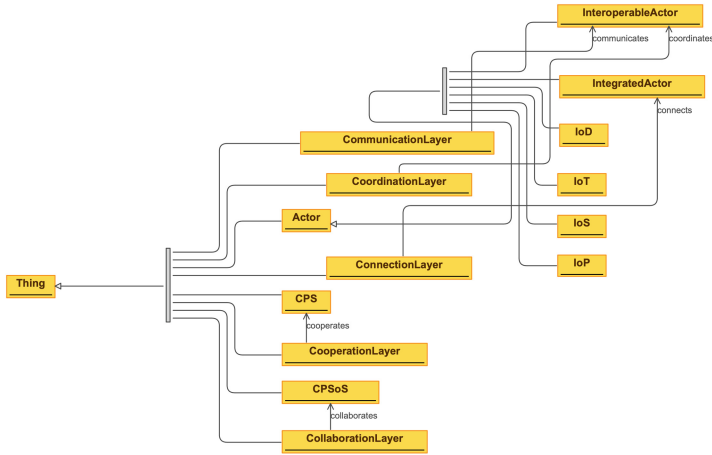 InteroperableActor
communicates
coordinates
IntegratedActor
connects
CommunicationLayer
IoD
CoordinationLayer
IoT
Actor
IoS
ConnectionLayer
IoP
Thing
CPS
cooperates
CooperationLayer
CPSoS
collaborates
CollaborationLayer